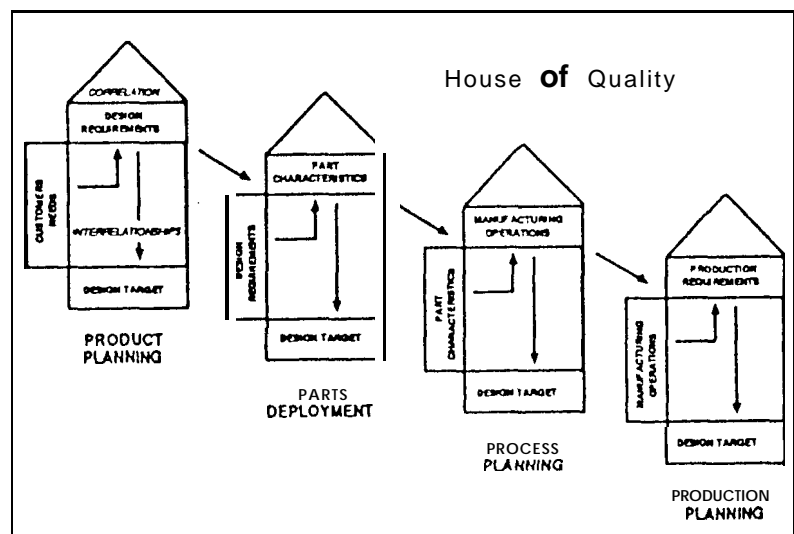 House of Quality
CORRELATION
DESIGN
REQUIREMENTS
CUSTOMERS
NEEDS
INTERRELATIONSHIPS
DESIGN TARGET
PRODUCT
PLANNING
PART
CHARACTERISTICS
DESIGN
REQUIREMENTS
DESIGN TARGET
PARTS
DEPLOYMENT
MANUFACTURING
OPERATIONS
PART
CHARACTERISTICS
DESIGN TARGET
PROCESS
PLANNING
PRODUCTION
REQUIREMENTS
MANUFACTURING
OPERATIONS
DESIGN TARGET
PRODUCTION
PLANNING